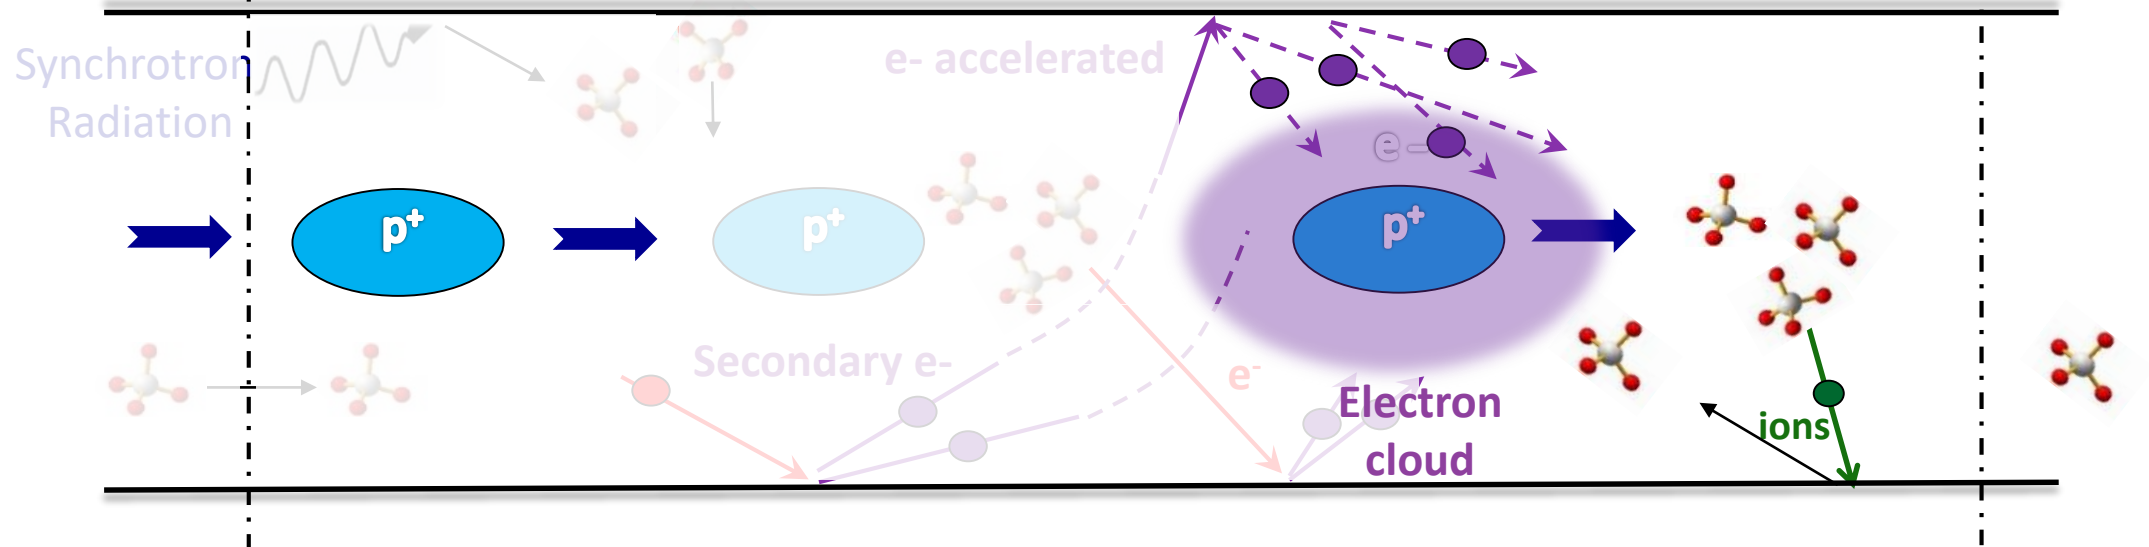 Synchrotron
Radiation
e- accelerated
e –
p⁺
p⁺
p⁺
Secondary e-
e⁻
Electron
cloud
ions